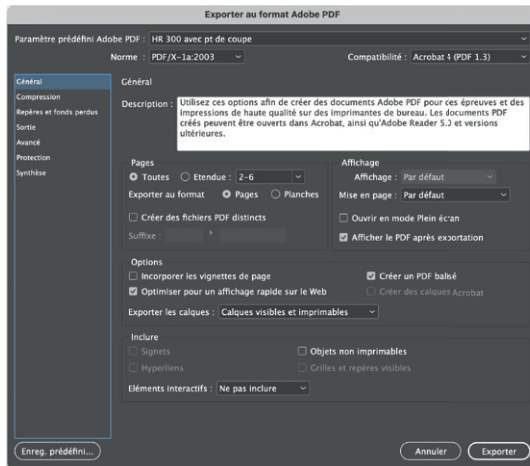 Exporter au format Adobe PDF
Paramètre prédéfini Adobe PDF : HR 300 avec pt de coupe
Norme : PDF/X-1a:2003 Compatibilité : Acrobat 4 (PDF 1.3)
Général
Compression
Repères et fonds perdus
Sortie
Avancé
Protection
Synthèse
Général
Description : Utilisez ces options afin de créer des documents Adobe PDF pour ces épreuves et des
impressions de haute qualité sur des imprimantes de bureau. Les documents PDF
créés peuvent être ouverts dans Acrobat, ainsi qu'Adobe Reader 5.0 et versions
ultérieures.
Pages
Toutes Etendue : 2-6
Exporter au format Pages Planches
Créer des fichiers PDF distincts
Suffixe :
Affichage
Affichage : Par défaut
Mise en page : Par défaut
Ouvrir en mode Plein écran
Afficher le PDF après exportation
Options
Incorporer les vignettes de page Créer un PDF balisé
Optimiser pour un affichage rapide sur le Web Créer des calques Acrobat
Exporter les calques : Calques visibles et imprimables
Inclure
Signets Objets non imprimables
Hyperliens Grilles et repères visibles
Eléments interactifs : Ne pas inclure
Enreg. prédéfini... Annuler Exporter